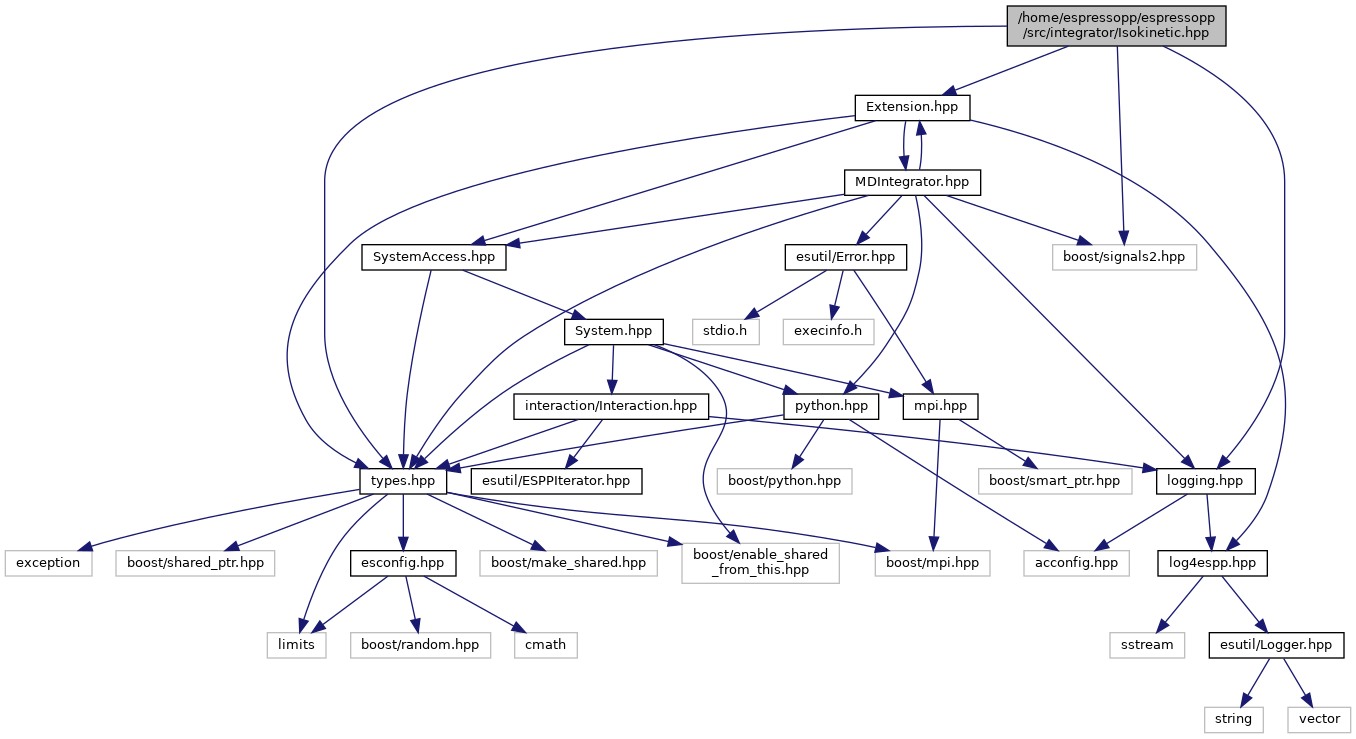 /home/espressopp/espressopp
/src/integrator/Isokinetic.hpp
Extension.hpp
MDIntegrator.hpp
SystemAccess.hpp
esutil/Error.hpp
boost/signals2.hpp
System.hpp
stdio.h
execinfo.h
interaction/Interaction.hpp
python.hpp
mpi.hpp
types.hpp
esutil/ESPPIterator.hpp
boost/python.hpp
boost/smart_ptr.hpp
logging.hpp
exception
boost/shared_ptr.hpp
esconfig.hpp
boost/make_shared.hpp
boost/enable_shared
_from_this.hpp
boost/mpi.hpp
acconfig.hpp
log4espp.hpp
limits
boost/random.hpp
cmath
sstream
esutil/Logger.hpp
string
vector